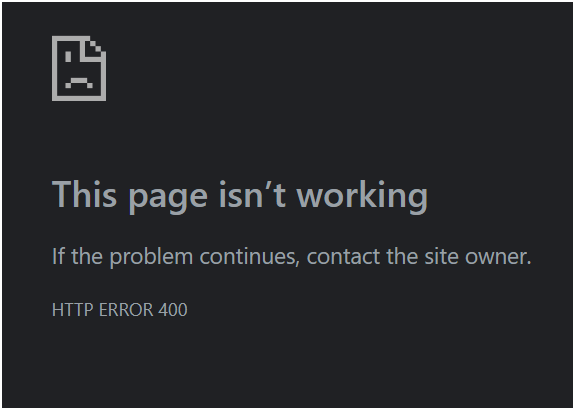 This page isn’t working
If the problem continues, contact the site owner.
HTTP ERROR 400